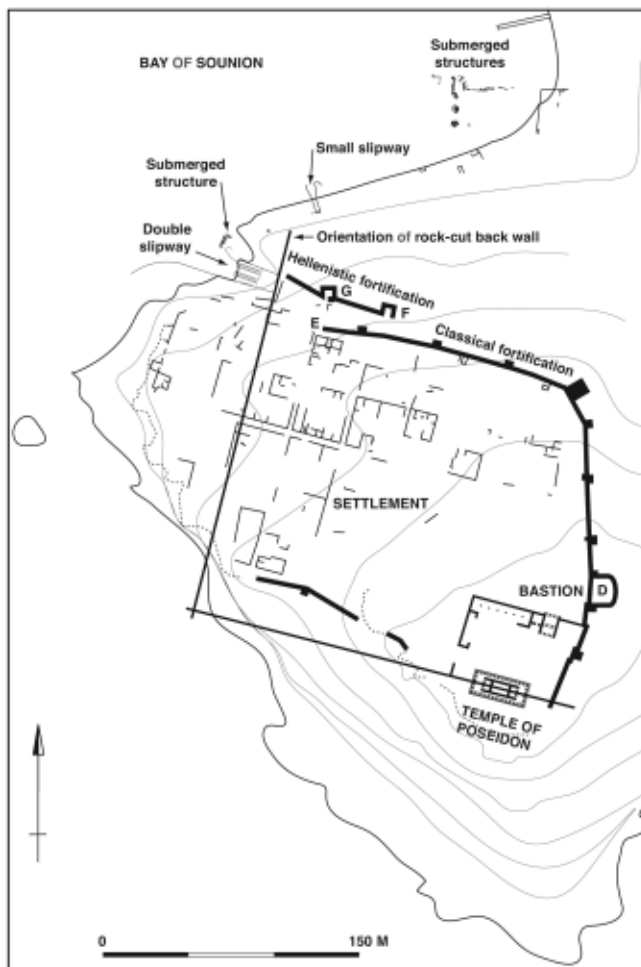 BAY OF SOUNION
Submerged
structures
Small slipway
Submerged
structure
Double
slipway
Orientation of rock-cut back wall
Hellenistic fortification
G
F
E
Classical fortification
SETTLEMENT
BASTION
D
TEMPLE OF
POSEIDON
0
150 M